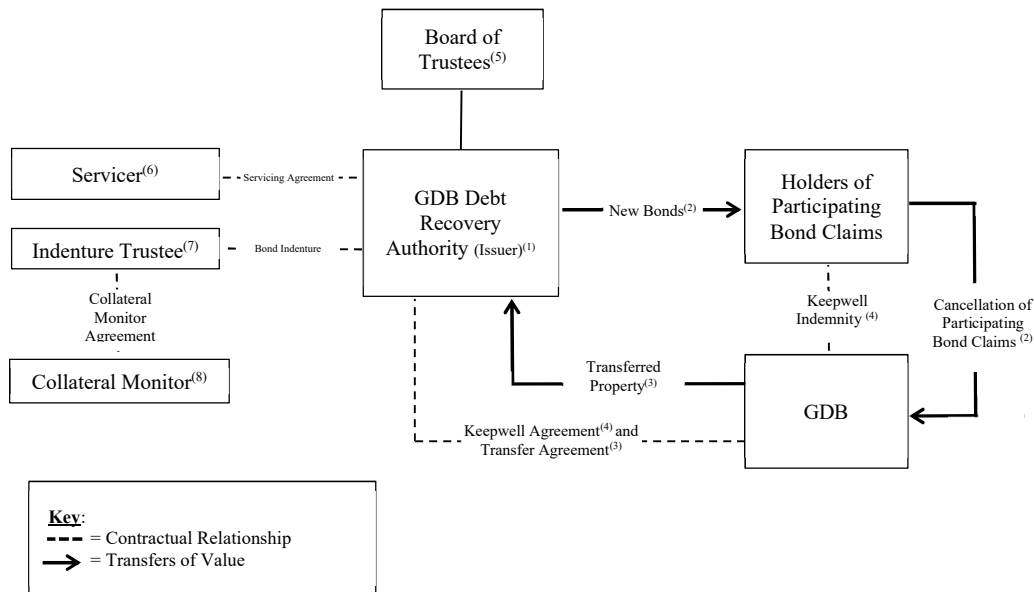 Board of
Trustees(5)
Servicer(6)
Servicing Agreement
GDB Debt
Recovery
Authority (Issuer)(1)
New Bonds(2)
Holders of
Participating
Bond Claims
Indenture Trustee(7)
Bond Indenture
Collateral
Monitor
Agreement
Keepwell
Indemnity (4)
Cancellation of
Participating
Bond Claims (2)
Collateral Monitor(8)
Transferred
Property(3)
GDB
Keepwell Agreement(4) and
Transfer Agreement(3)
Key:
= Contractual Relationship
= Transfers of Value